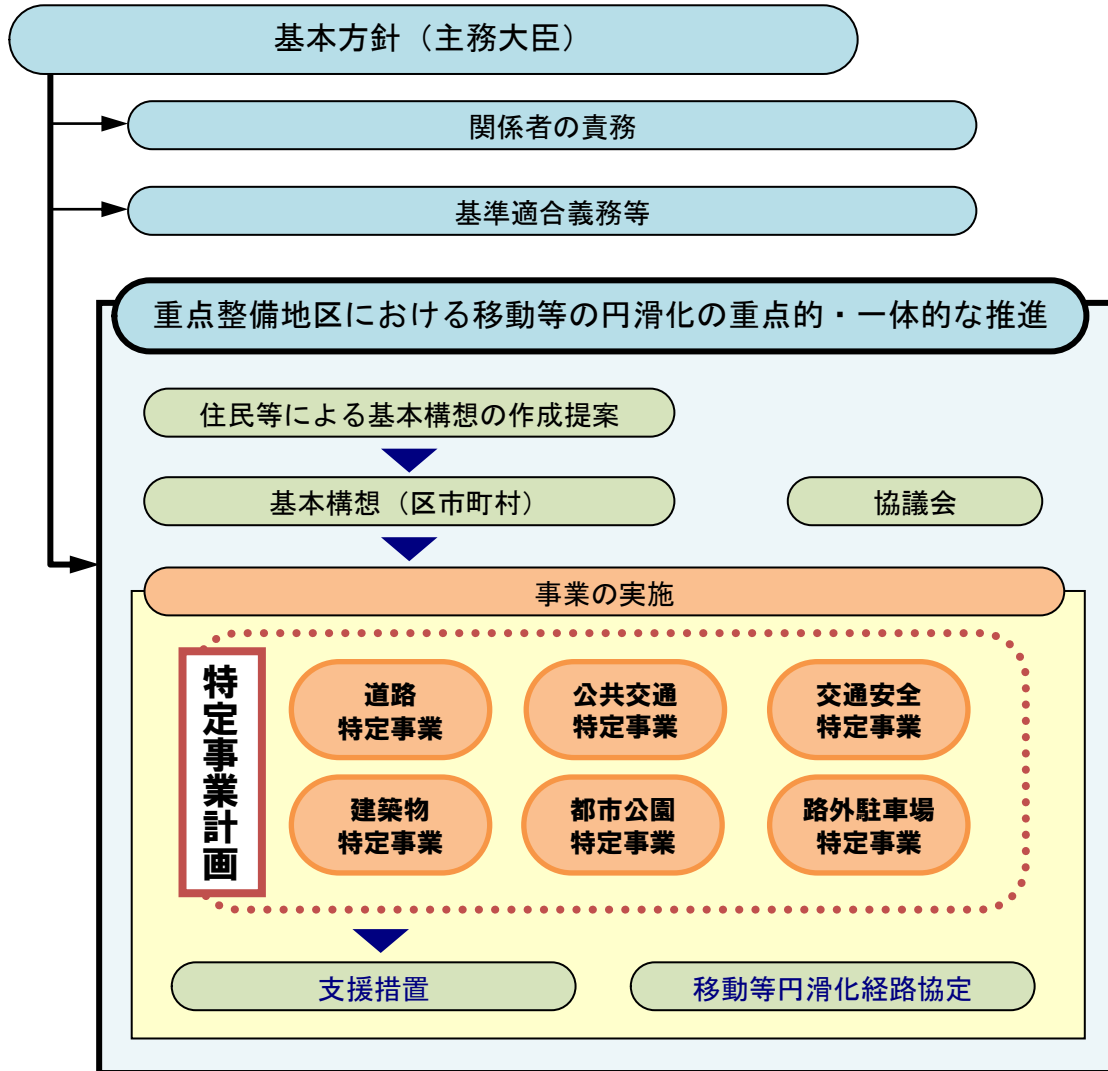 基本方針（主務大臣）
関係者の責務
基準適合義務等
重点整備地区における移動等の円滑化の重点的・一体的な推進
住民等による基本構想の作成提案
基本構想（区市町村）
協議会
事業の実施
特定事業計画
道路
特定事業
公共交通
特定事業
交通安全
特定事業
建築物
特定事業
都市公園
特定事業
路外駐車場
特定事業
支援措置
移動等円滑化経路協定